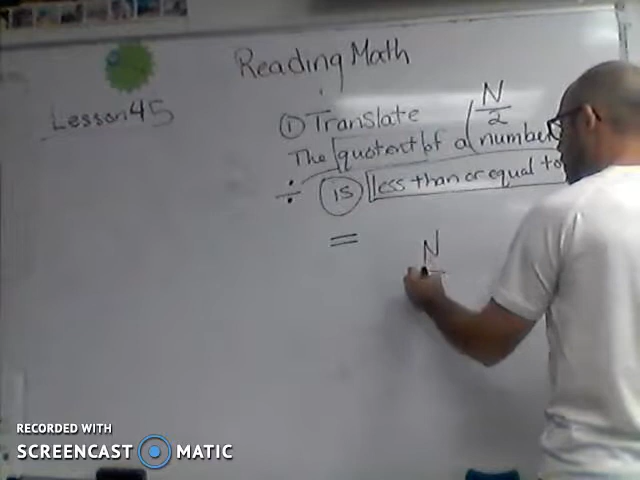 Reading Math
Lesson 45
① Translate
N
2
The quotent of a number
÷ is less than or equal to
=
N
RECORDED WITH
SCREENCAST MATIC